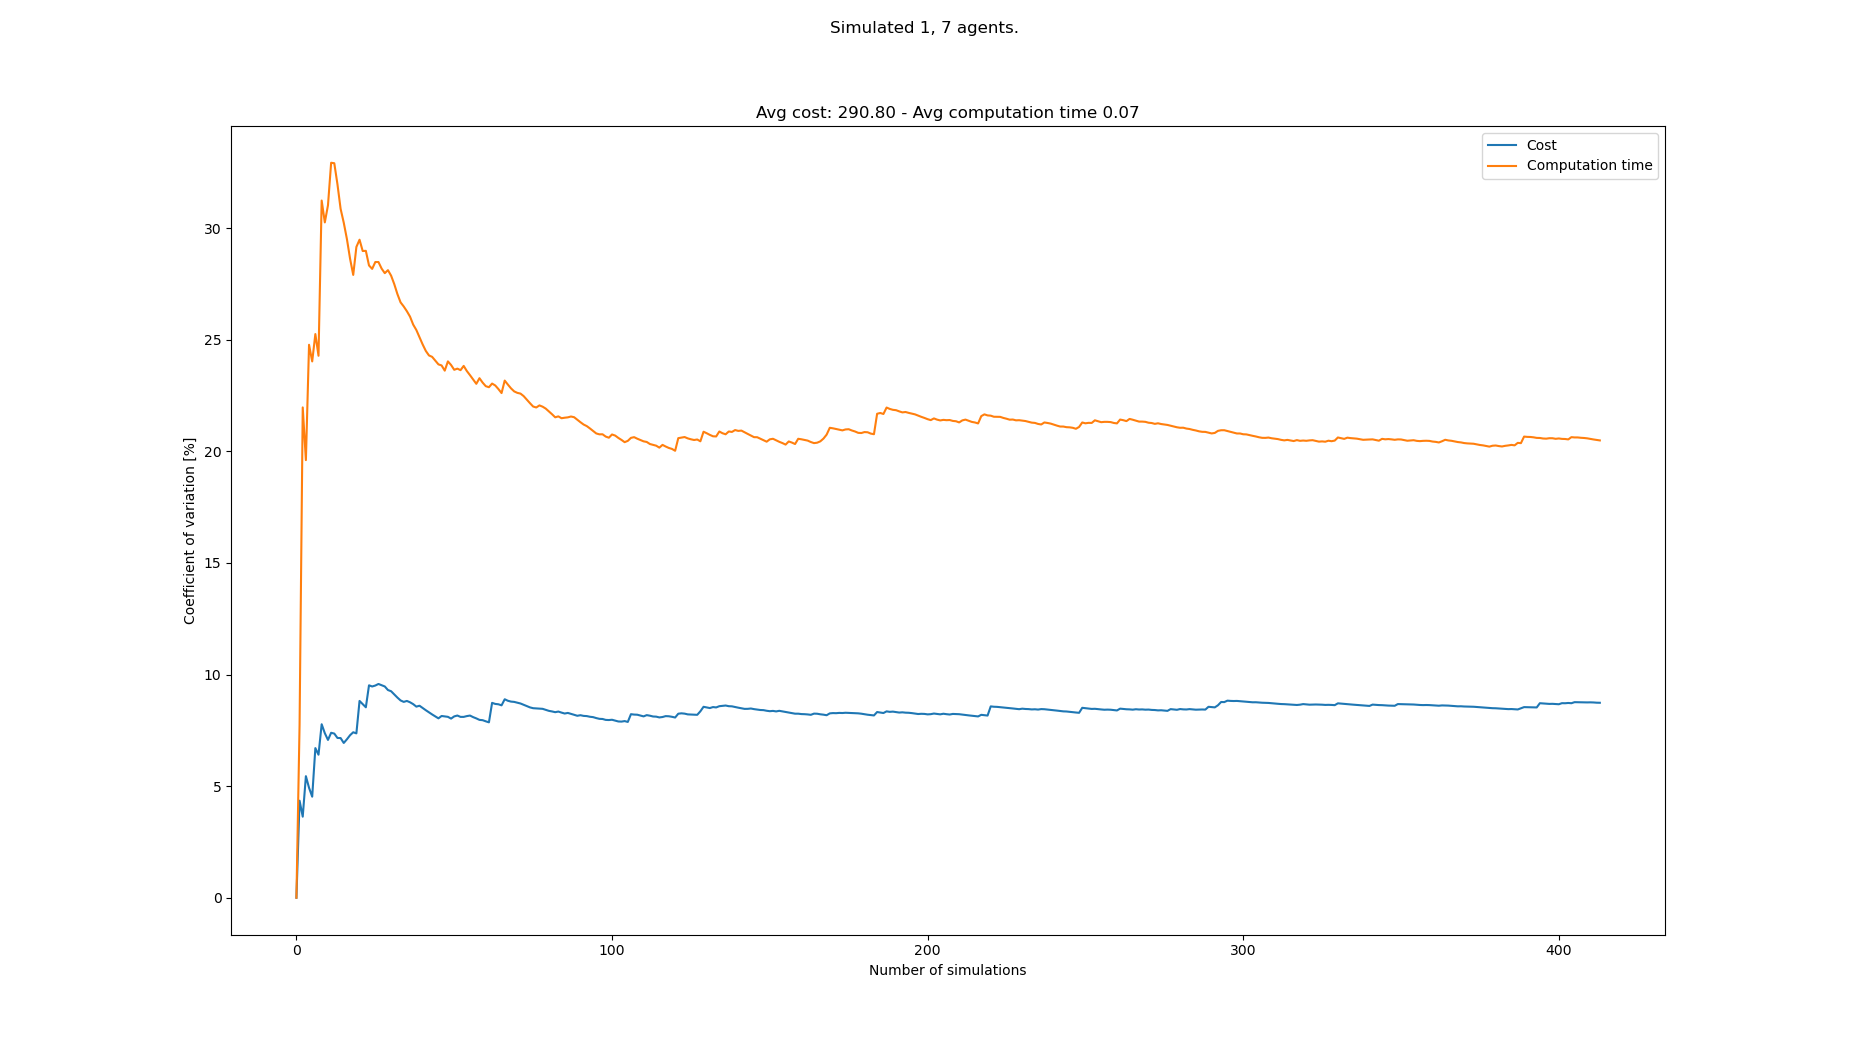 Simulated 1, 7 agents.
Avg cost: 290.80 - Avg computation time 0.07
Cost
Computation time
Coefficient of variation [%]
30
25
20
15
10
5
0
0 100 200 300 400
Number of simulations